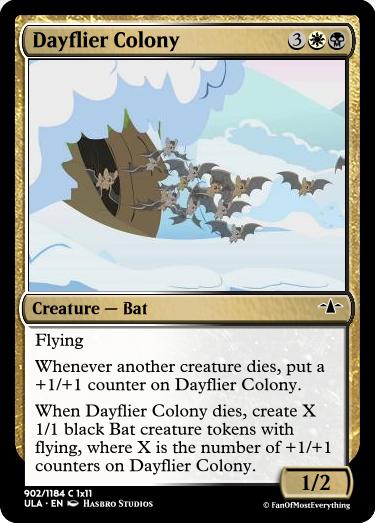 Dayflier Colony 3
Creature — Bat
Flying
Whenever another creature dies, put a
+1/+1 counter on Dayflier Colony.
When Dayflier Colony dies, create X
1/1 black Bat creature tokens with
flying, where X is the number of +1/+1
counters on Dayflier Colony.
1/2
902/1184 C 1x11
ULA • EN Hasbro Studios
© FanOfMostEverything